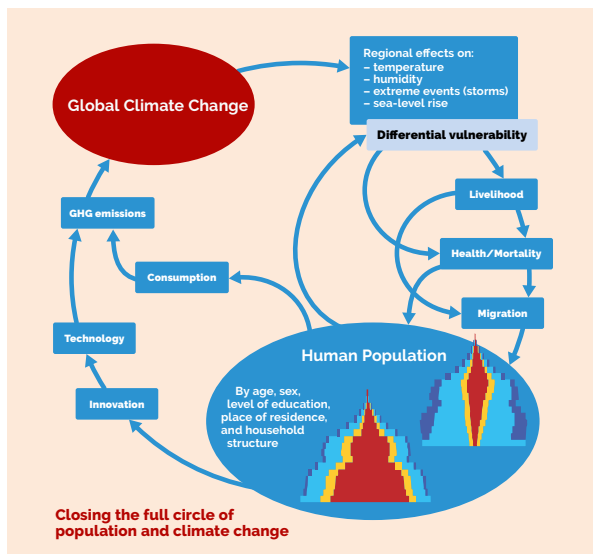 Global Climate Change
Regional effects on:
– temperature
– humidity
– extreme events (storms)
– sea-level rise
Differential vulnerability
Livelihood
GHG emissions
Health/Mortality
Consumption
Migration
Technology
Human Population
By age, sex,
level of education,
place of residence,
and household
structure
Innovation
Closing the full circle of
population and climate change